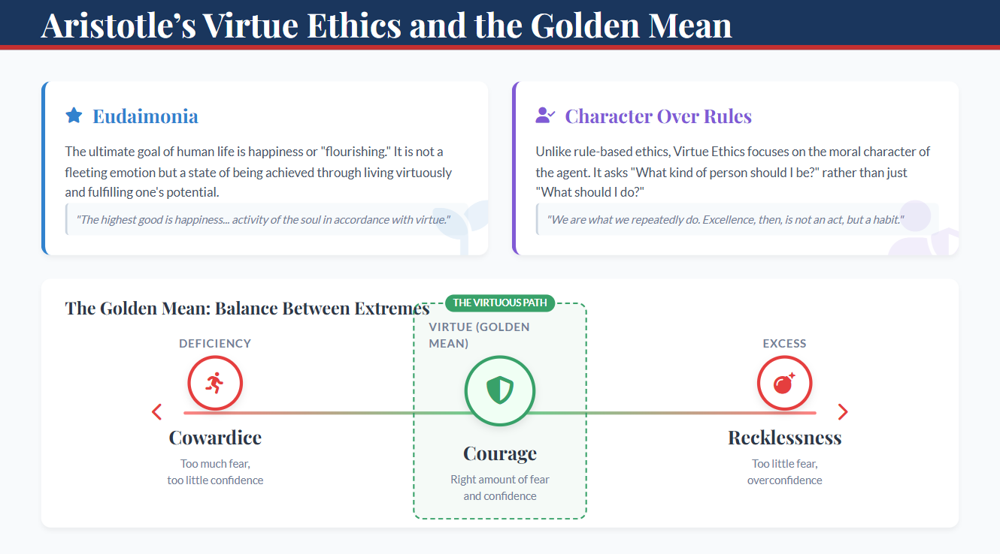 Aristotle’s Virtue Ethics and the Golden Mean
Eudaimonia
The ultimate goal of human life is happiness or "flourishing." It is not a
fleeting emotion but a state of being achieved through living virtuously
and fulfilling one's potential.
"The highest good is happiness... activity of the soul in accordance with virtue."
Character Over Rules
Unlike rule-based ethics, Virtue Ethics focuses on the moral character of
the agent. It asks "What kind of person should I be?" rather than just
"What should I do?"
"We are what we repeatedly do. Excellence, then, is not an act, but a habit."
The Golden Mean: Balance Between Extremes
DEFICIENCY
Cowardice
Too much fear,
too little confidence
THE VIRTUOUS PATH
VIRTUE (GOLDEN
MEAN)
Courage
Right amount of fear
and confidence
EXCESS
Recklessness
Too little fear,
overconfidence